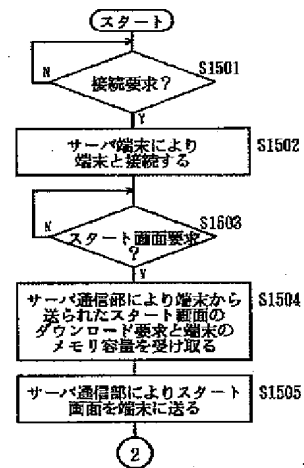 スタート
接続要求?
S1501
N
Y
サーバ端末により
端末と接続する
S1502
S1503
スタート画面要求
?
N
Y
サーバ通信部により端末から
送られたスタート画面の
ダウンロード要求と端末の
メモリ容量を受け取る
S1504
サーバ通信部によりスタート
画面を端末に送る
S1505
2